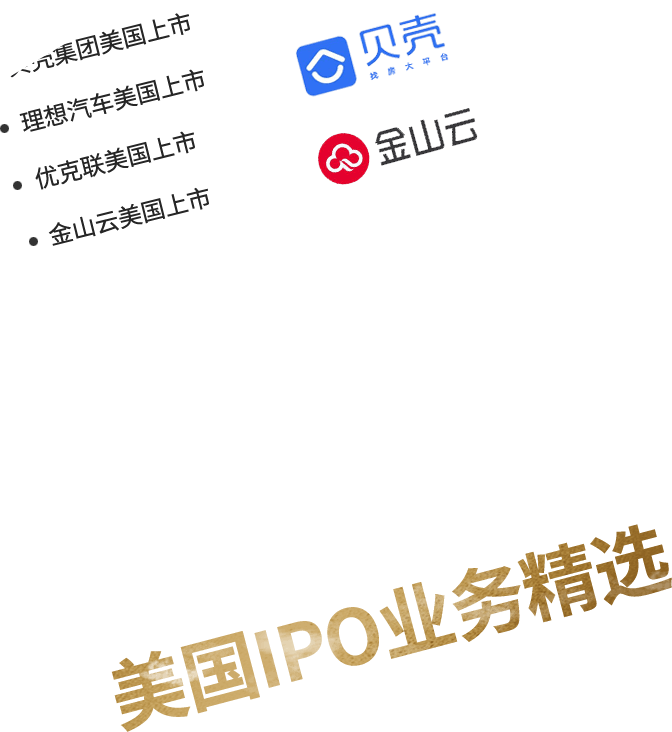 壳集团美国上市
理想汽车美国上市
优克联美国上市
金山云美国上市
贝壳
找房大平台
金山云
美国IPO业务精选